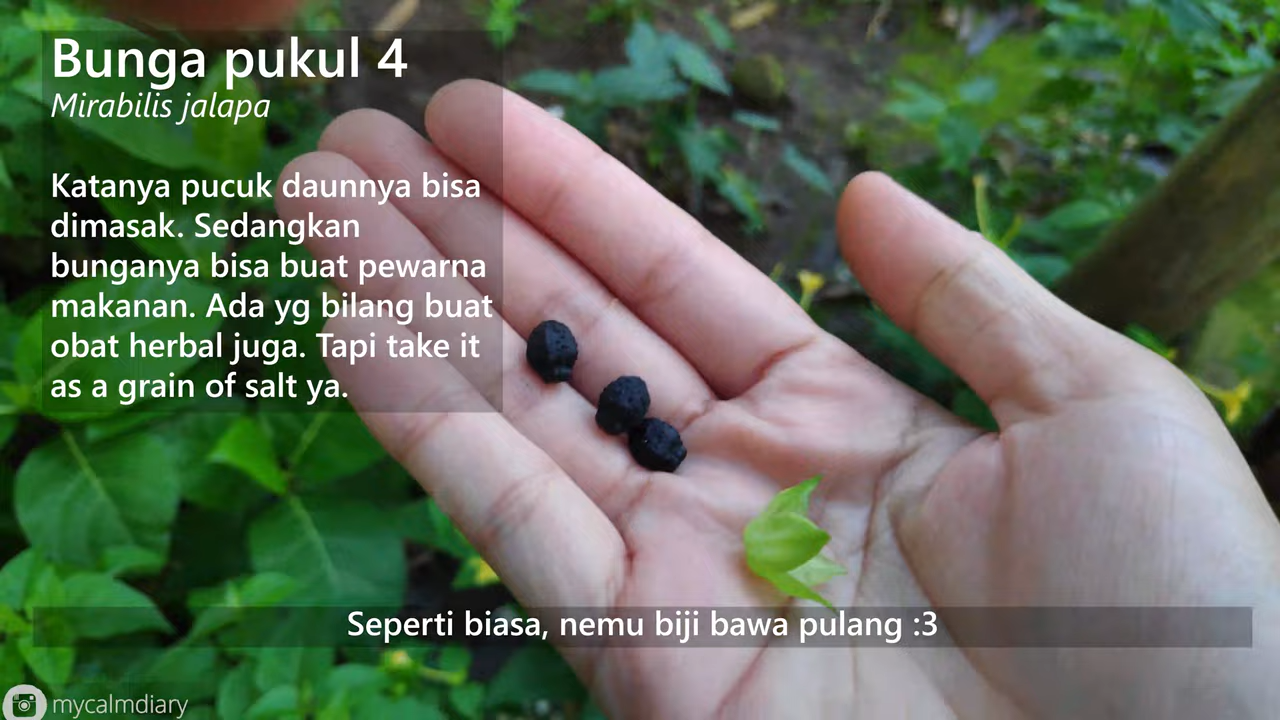 Bunga pukul 4
Mirabilis jalapa
Katanya pucuk daunnya bisa
dimasak. Sedangkan
bunganya bisa buat pewarna
makanan. Ada yg bilang buat
obat herbal juga. Tapi take it
as a grain of salt ya.
Seperti biasa, nemu biji bawa pulang :3
mycalmdiary